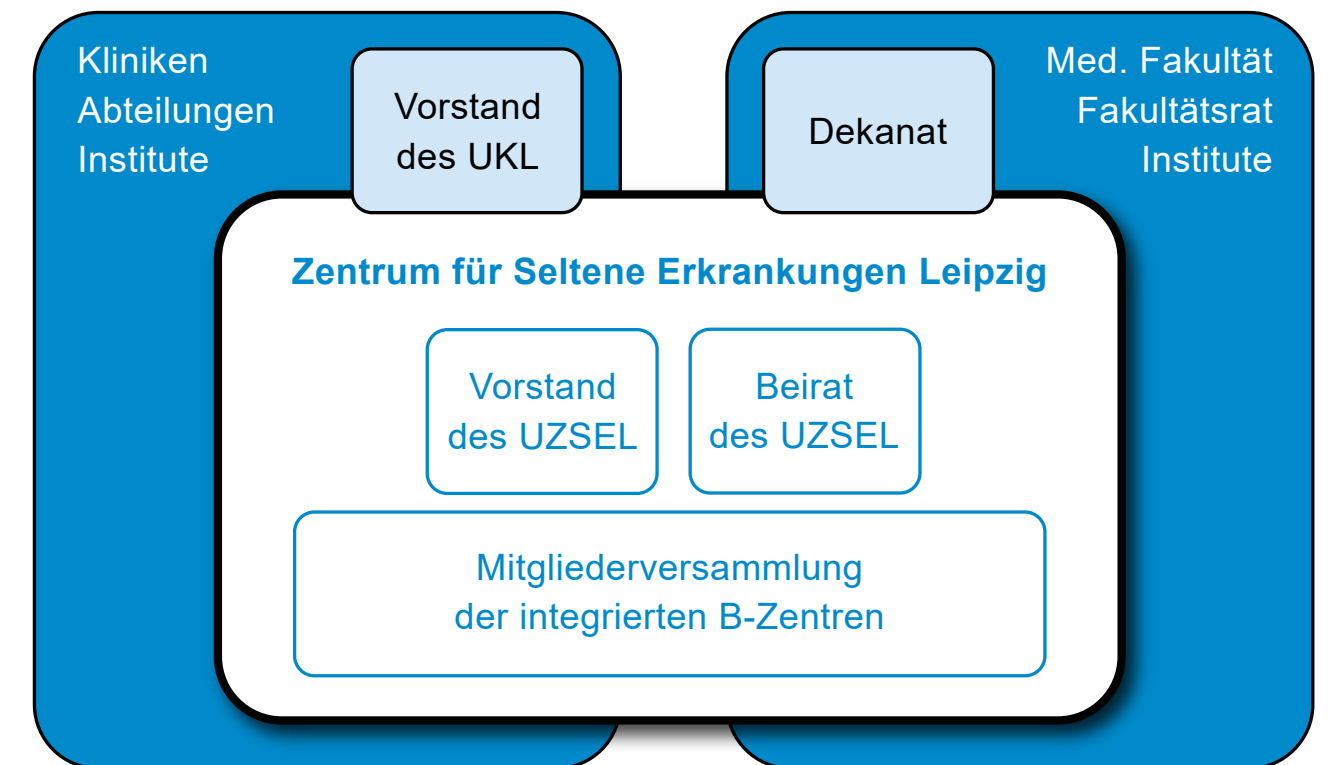 Kliniken
Abteilungen
Institute
Vorstand
des UKL
Dekanat
Med. Fakultät
Fakultätsrat
Institute
Zentrum für Seltene Erkrankungen Leipzig
Vorstand
des UZSEL
Beirat
des UZSEL
Mitgliederversammlung
der integrierten B-Zentren